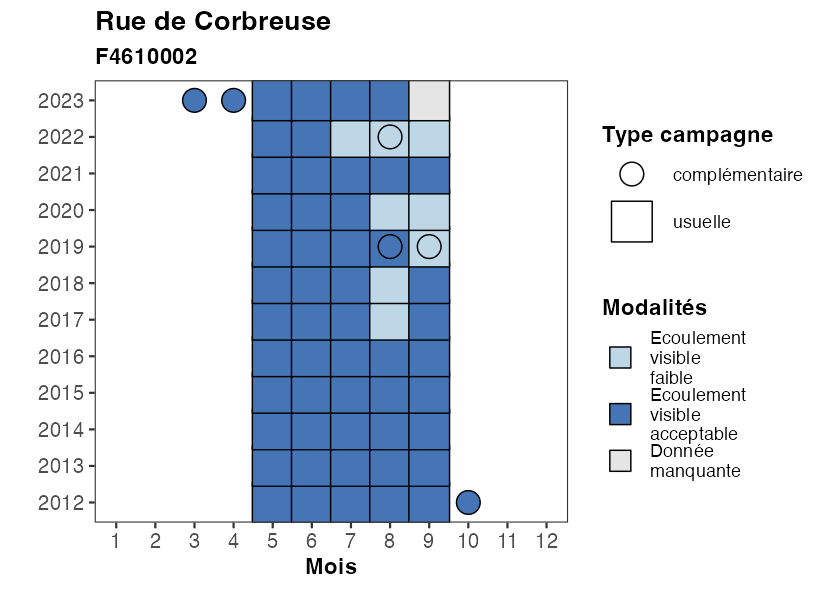 Rue de Corbreuse
F4610002
2023
2022
2021
2020
2019
2018
2017
2016
2015
2014
2013
2012
1 2 3 4 5 6 7 8 9 10 11 12
Mois
Type campagne
complémentaire
usuelle
Modalités
Ecoulement
visible
faible
Ecoulement
visible
acceptable
Donnée
manquante